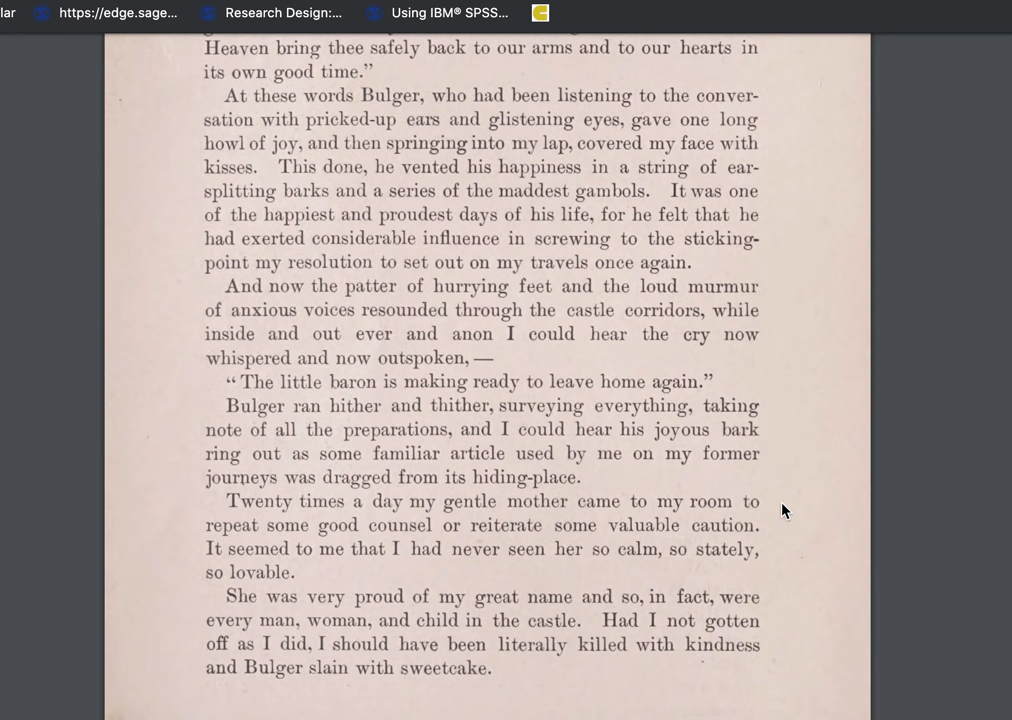 lar
https://edge.sage...
Research Design:...
Using IBM® SPSS...
Heaven bring thee safely back to our arms and to our hearts in
its own good time.”
At these words Bulger, who had been listening to the conver-
sation with pricked-up ears and glistening eyes, gave one long
howl of joy, and then springing into my lap, covered my face with
kisses. This done, he vented his happiness in a string of ear-
splitting barks and a series of the maddest gambols. It was one
of the happiest and proudest days of his life, for he felt that he
had exerted considerable influence in screwing to the sticking-
point my resolution to set out on my travels once again.
And now the patter of hurrying feet and the loud murmur
of anxious voices resounded through the castle corridors, while
inside and out ever and anon I could hear the cry now
whispered and now outspoken, —
“ The little baron is making ready to leave home again.”
Bulger ran hither and thither, surveying everything, taking
note of all the preparations, and I could hear his joyous bark
ring out as some familiar article used by me on my former
journeys was dragged from its hiding-place.
Twenty times a day my gentle mother came to my room to
repeat some good counsel or reiterate some valuable caution.
It seemed to me that I had never seen her so calm, so stately,
so lovable.
She was very proud of my great name and so, in fact, were
every man, woman, and child in the castle. Had I not gotten
off as I did, I should have been literally killed with kindness
and Bulger slain with sweetcake.